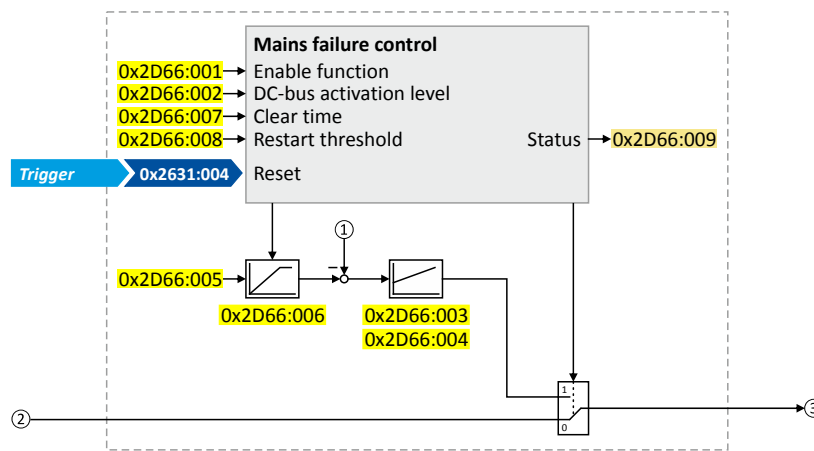 Mains failure control
0x2D66:001 Enable function
0x2D66:002 DC-bus activation level
0x2D66:007 Clear time
0x2D66:008 Restart threshold Status 0x2D66:009
Trigger 0x2631:004 Reset
1
−
0x2D66:005
0x2D66:006 0x2D66:003
0x2D66:004
1
2 3
0